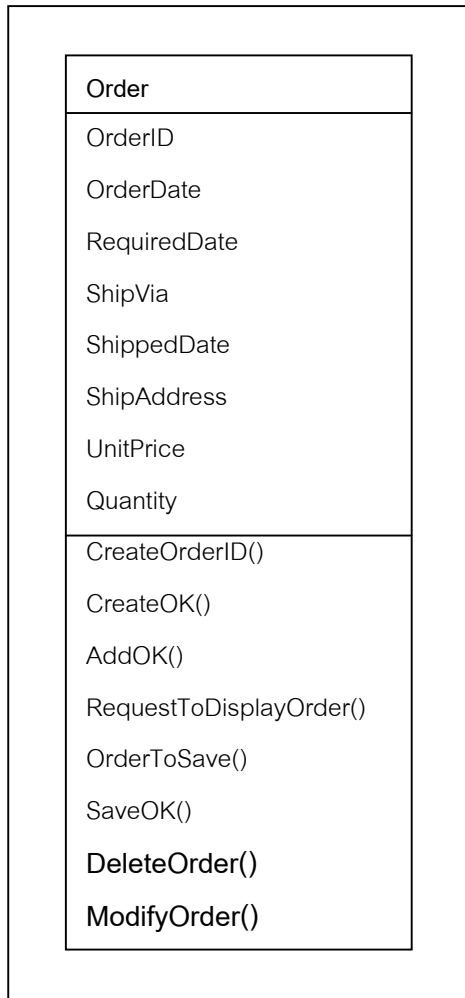 Order
OrderID
OrderDate
RequiredDate
ShipVia
ShippedDate
ShipAddress
UnitPrice
Quantity
CreateOrderID()
CreateOK()
AddOK()
RequestToDisplayOrder()
OrderToSave()
SaveOK()
DeleteOrder()
ModifyOrder()